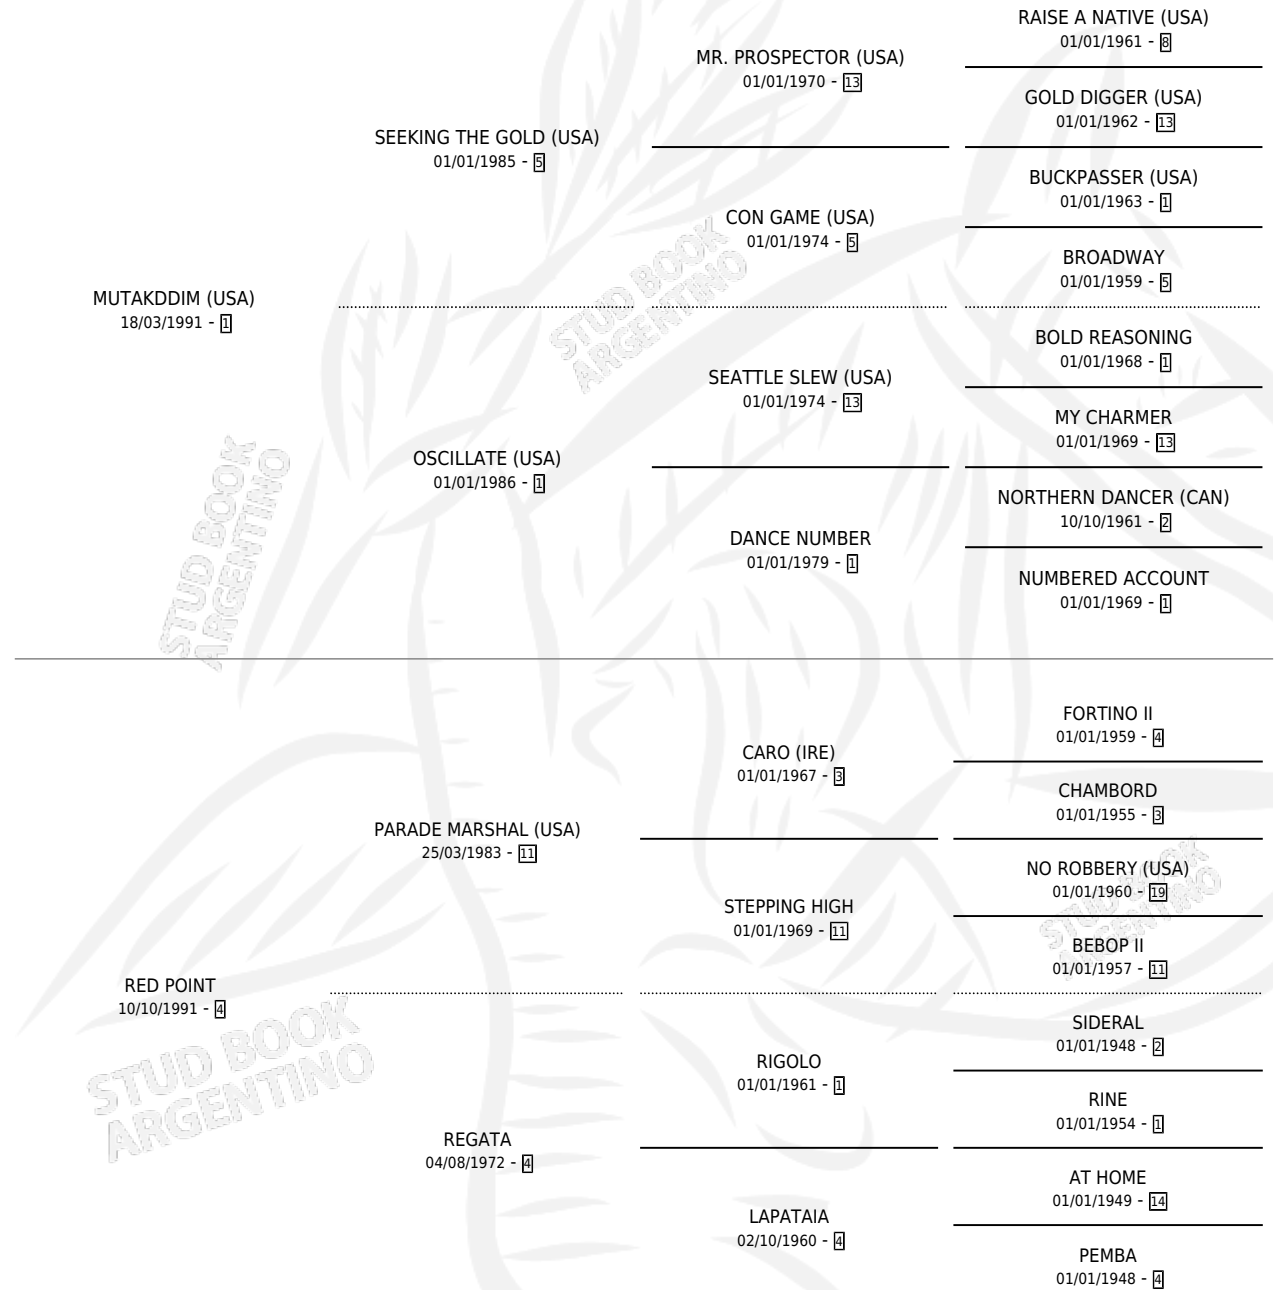 RAISE A NATIVE (USA)
01/01/1961 - 8
MR. PROSPECTOR (USA)
01/01/1970 - 13
GOLD DIGGER (USA)
01/01/1962 - 13
SEEKING THE GOLD (USA)
01/01/1985 - 5
BUCKPASSER (USA)
01/01/1963 - 1
CON GAME (USA)
01/01/1974 - 5
BROADWAY
01/01/1959 - 5
MUTAKDDIM (USA)
18/03/1991 - 1
STUD BOOK
ARGENTINO
BOLD REASONING
01/01/1968 - 1
SEATTLE SLEW (USA)
01/01/1974 - 13
MY CHARMER
01/01/1969 - 13
OSCILLATE (USA)
01/01/1986 - 1
NORTHERN DANCER (CAN)
10/10/1961 - 2
DANCE NUMBER
01/01/1979 - 1
NUMBERED ACCOUNT
01/01/1969 - 1
STUD BOOK
ARGENTINO
FORTINO II
01/01/1959 - 4
CARO (IRE)
01/01/1967 - 3
CHAMBORD
01/01/1955 - 3
PARADE MARSHAL (USA)
25/03/1983 - 11
NO ROBBERY (USA)
01/01/1960 - 19
STEPPING HIGH
01/01/1969 - 11
BEBOP II
01/01/1957 - 11
STUD BOOK
ARGENTINO
RED POINT
10/10/1991 - 4
SIDERAL
01/01/1948 - 2
RIGOLO
01/01/1961 - 1
RINE
01/01/1954 - 1
STUD BOOK
ARGENTINO
REGATA
04/08/1972 - 4
AT HOME
01/01/1949 - 14
LAPATAIA
02/10/1960 - 4
PEMBA
01/01/1948 - 4